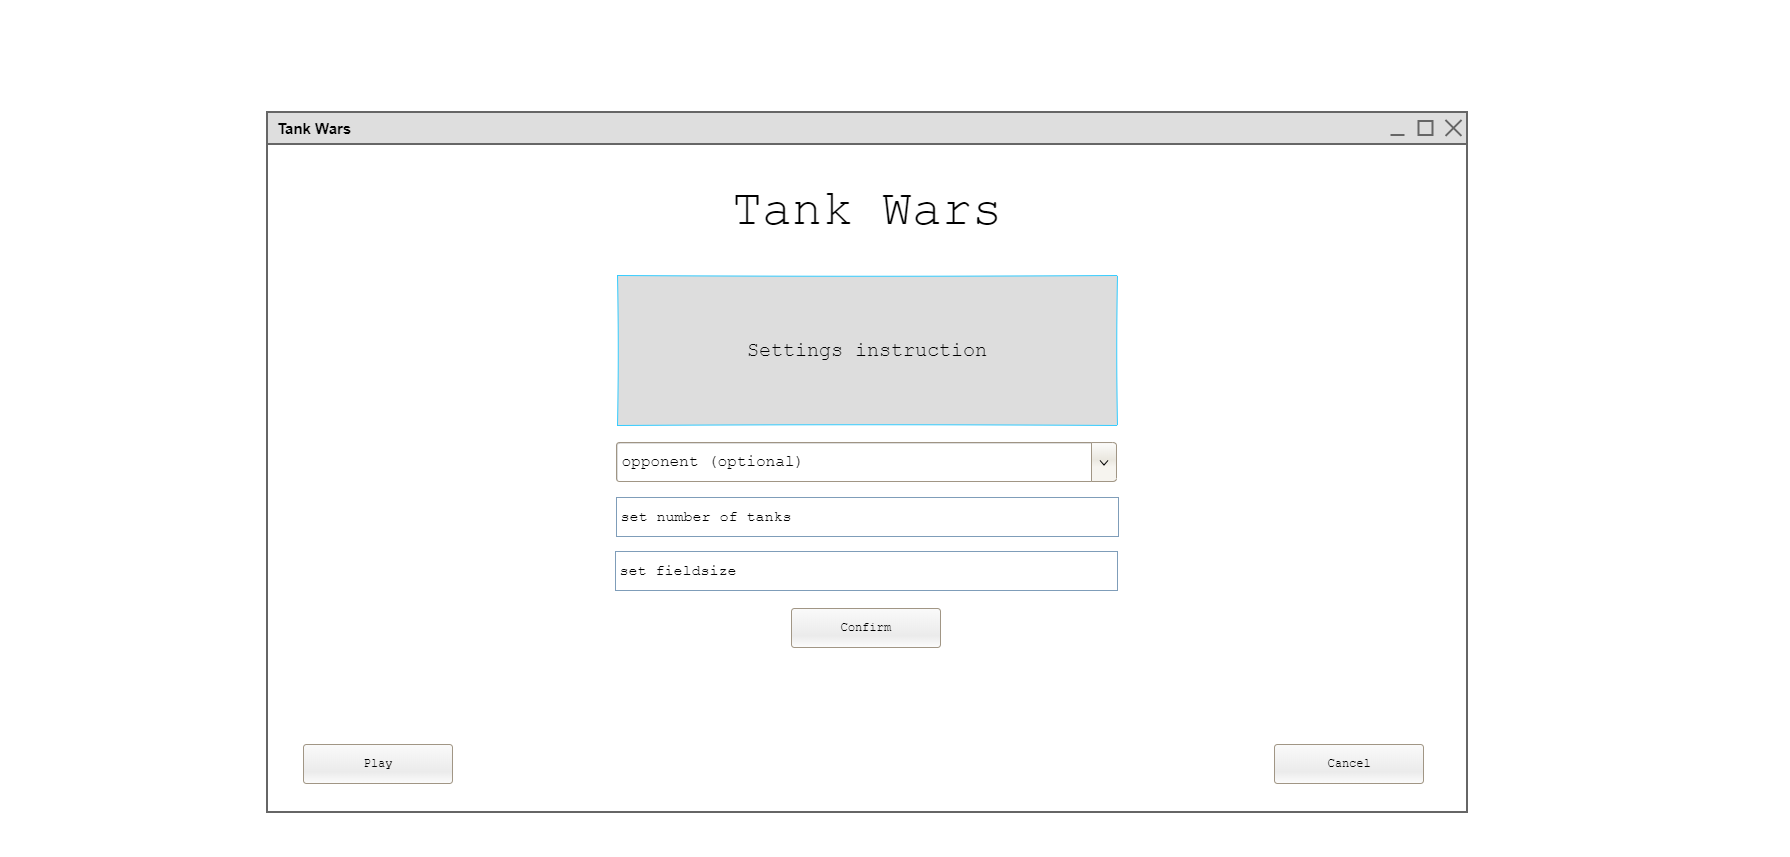 Tank Wars
Tank Wars
Settings instruction
opponent (optional)
set number of tanks
set fieldsize
Confirm
Play
Cancel